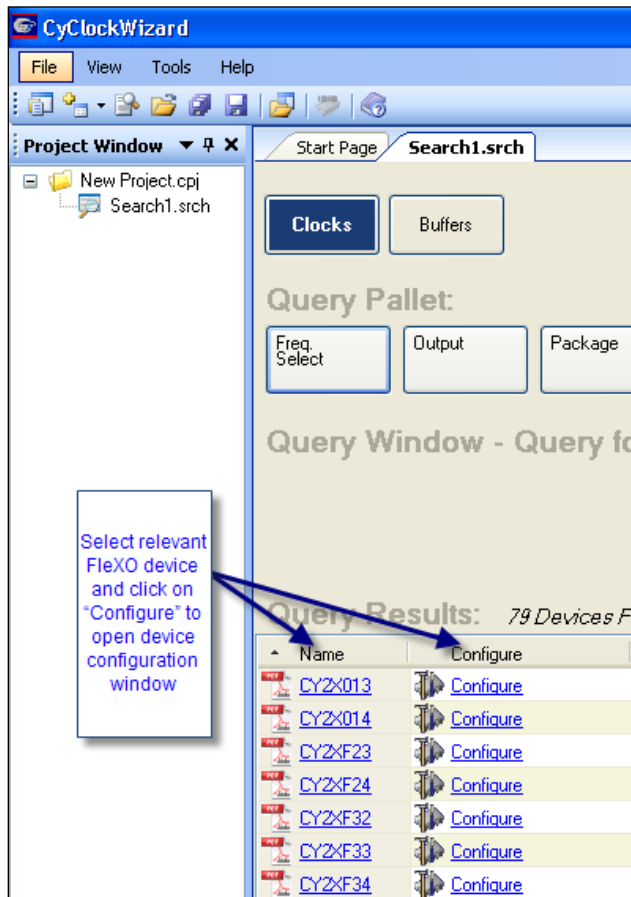 CyClockWizard
File View Tools Help
Project Window
Start Page Search1.srch
New Project.cpj
Search1.srch
Clocks Buffers
Query Pallet:
Freq.
Select
Output
Package
Query Window - Query fo
Select relevant
FleXO device
and click on
“Configure” to
open device
configuration
window
Query Results: 79 Devices F
Name Configure
CY2X013 Configure
CY2X014 Configure
CY2XF23 Configure
CY2XF24 Configure
CY2XF32 Configure
CY2XF33 Configure
CY2XF34 Configure